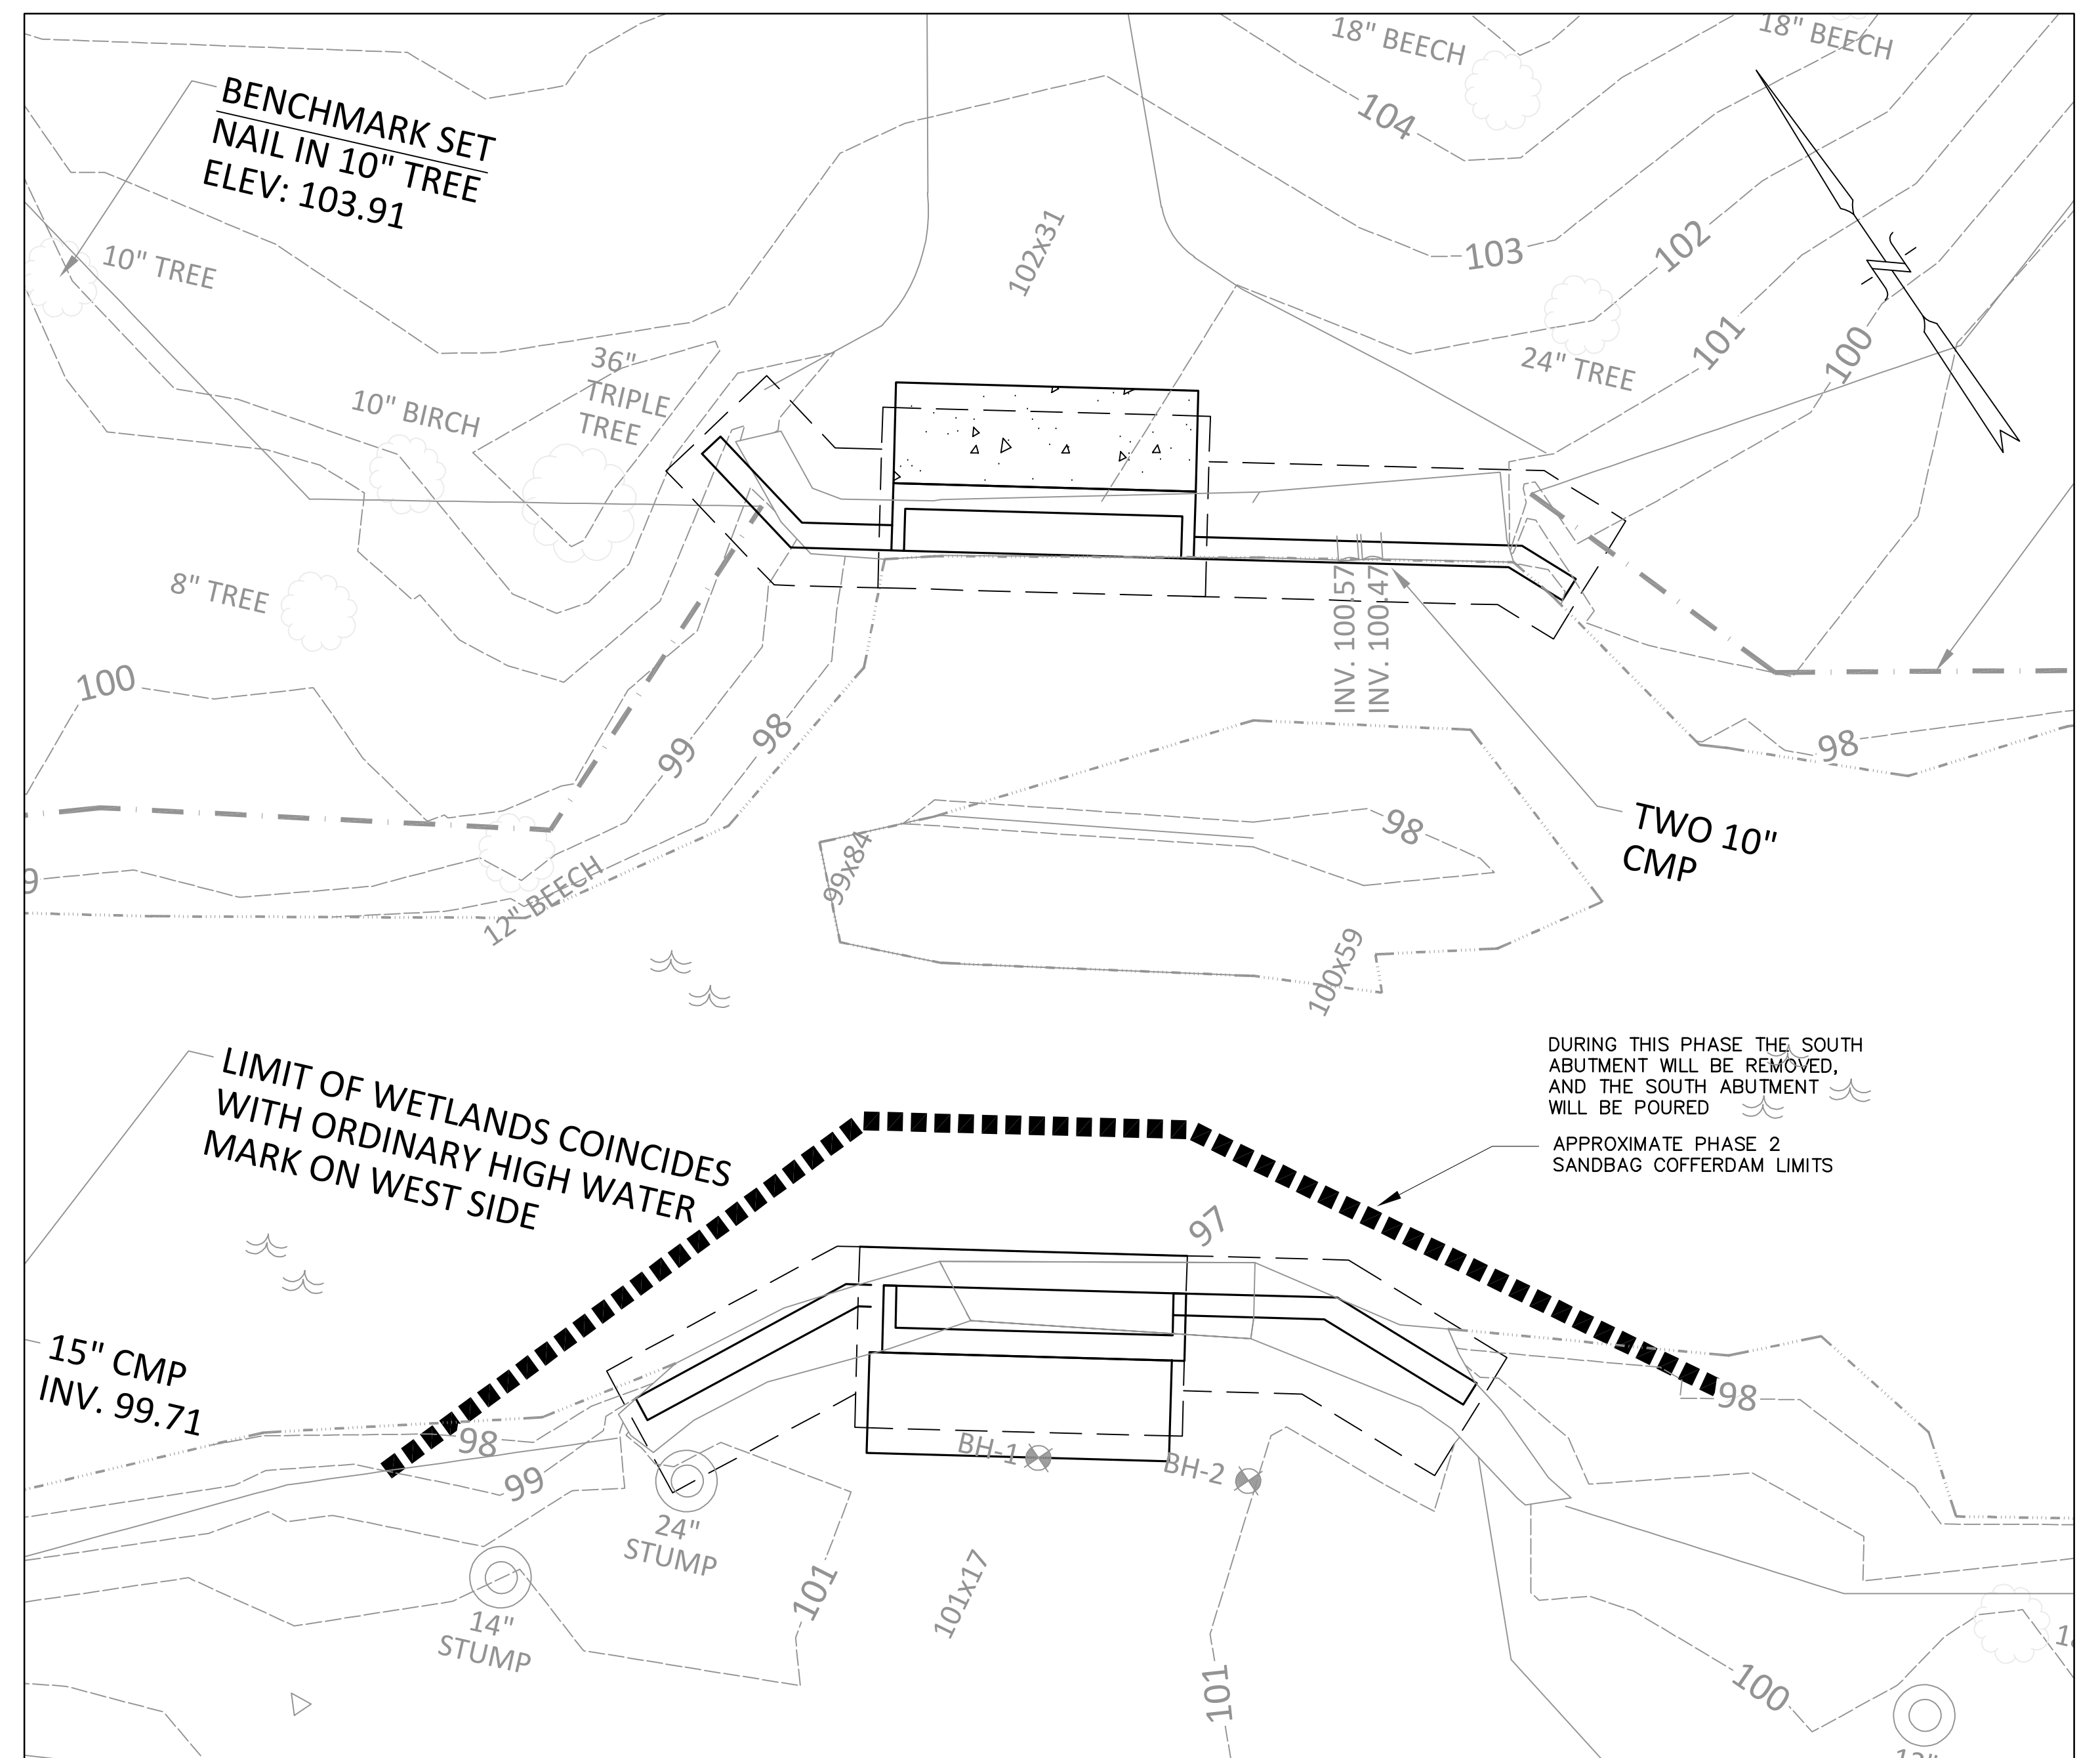 18" BEECH
18" BEECH
BENCHMARK SET
NAIL IN 10" TREE
ELEV: 103.91
104
103
102
102x31
10" TREE
101
100
24" TREE
36"
TRIPLE
TREE
10" BIRCH
8" TREE
INV. 100.57
INV. 100.47
100
99
98
98
TWO 10"
CMP
98
99x84
9
12" BEECH
100x59
DURING THIS PHASE THE SOUTH
ABUTMENT WILL BE REMOVED,
AND THE SOUTH ABUTMENT
WILL BE POURED
APPROXIMATE PHASE 2
SANDBAG COFFERDAM LIMITS
LIMIT OF WETLANDS COINCIDES
WITH ORDINARY HIGH WATER
MARK ON WEST SIDE
97
15" CMP
INV. 99.71
98
98
99
BH-1
BH-2
24"
STUMP
14"
STUMP
101
101x17
101
100